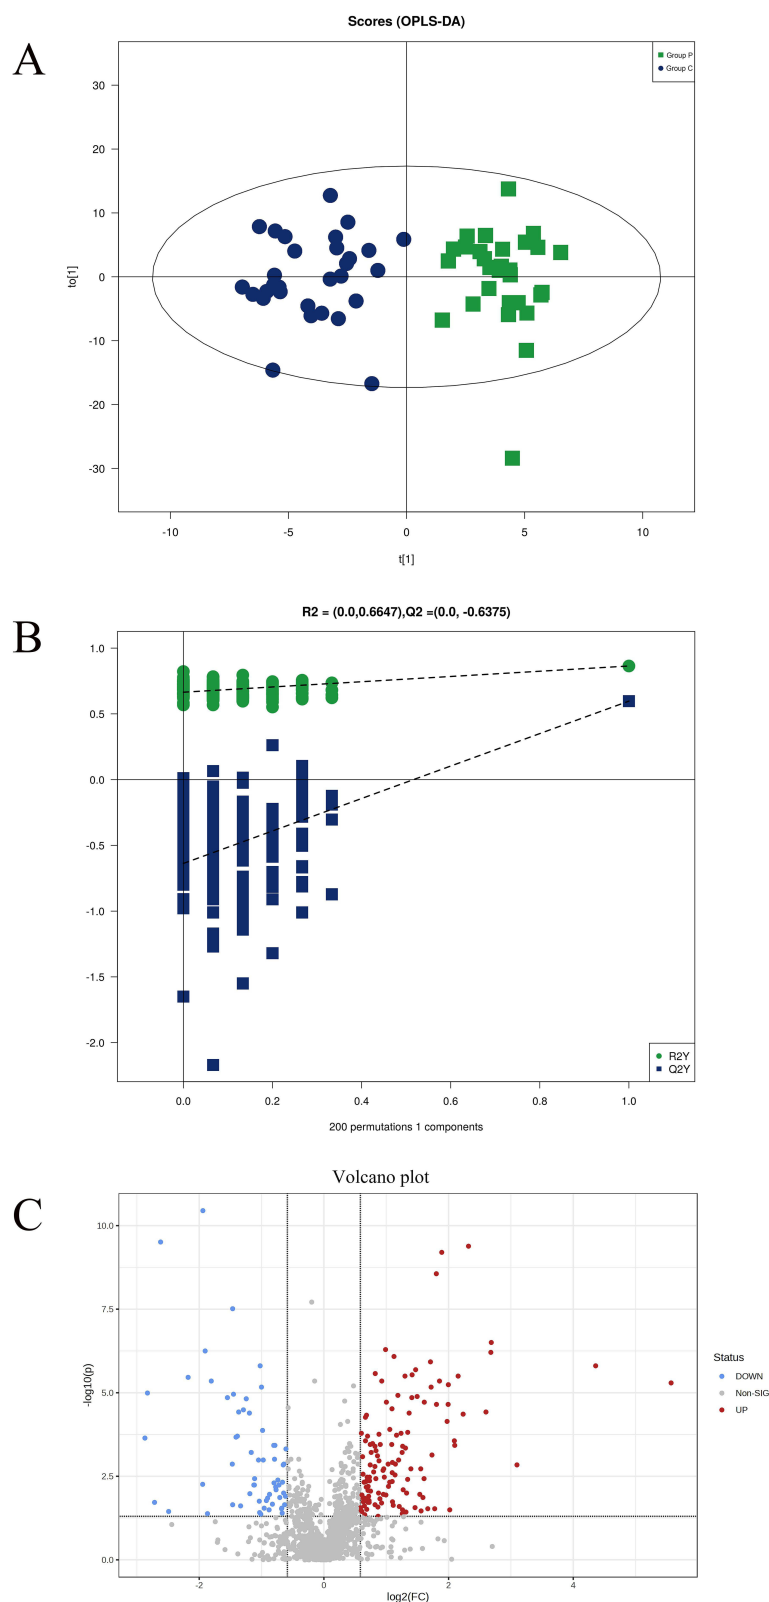 A
Scores (OPLS-DA)
Group P
Group C
30
20
10
0
-10
-20
-30
to[1]
-10
-5
0
5
10
t[1]
B
R2 = (0.0,0.6647),Q2 =(0.0, -0.6375)
1.0
0.5
0.0
-0.5
-1.0
-1.5
-2.0
R2Y
Q2Y
0.0
0.2
0.4
0.6
0.8
1.0
200 permutations 1 components
C
Volcano plot
10.0
7.5
5.0
2.5
0.0
-log10(p)
Status
DOWN
Non-SIG
UP
-2
0
2
4
log2(FC)